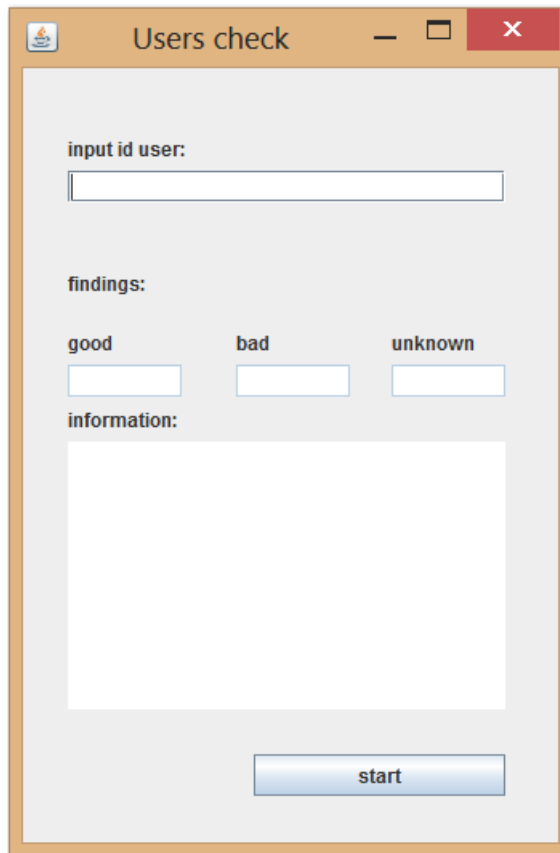 Users check
input id user:
findings:
good bad unknown
information:
start